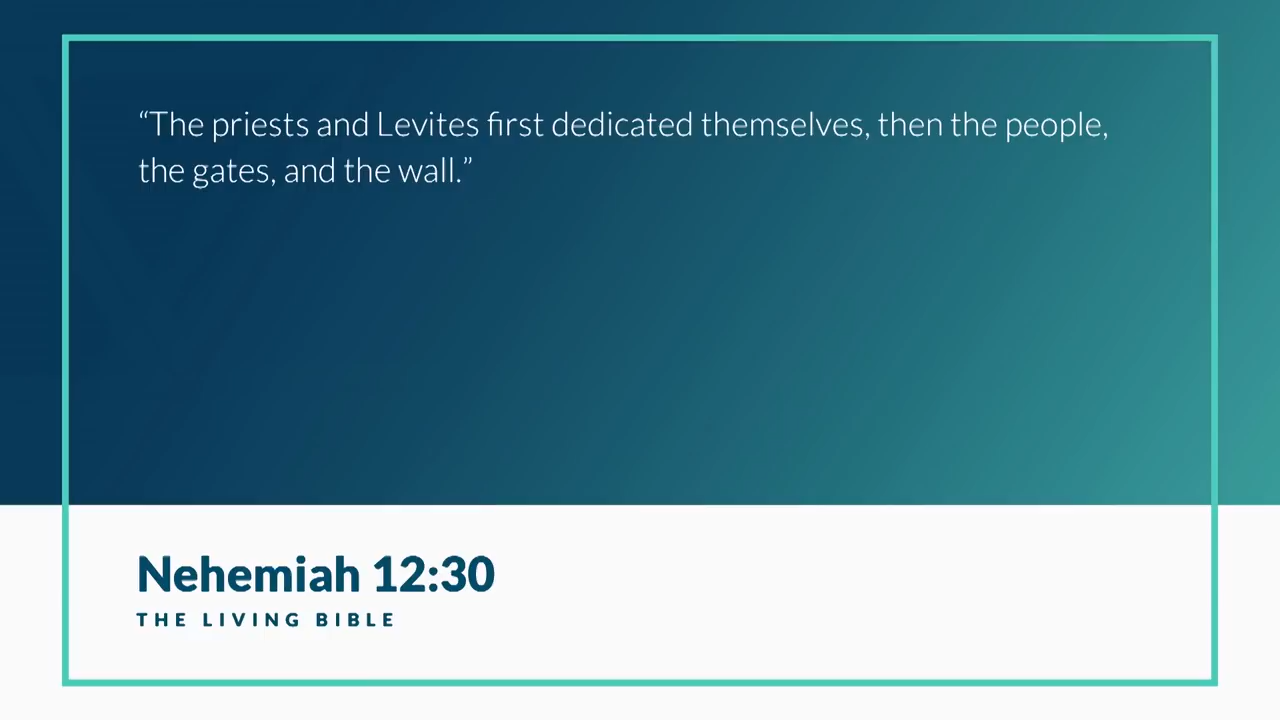 “The priests and Levites first dedicated themselves, then the people,
the gates, and the wall.”
Nehemiah 12:30
THE LIVING BIBLE